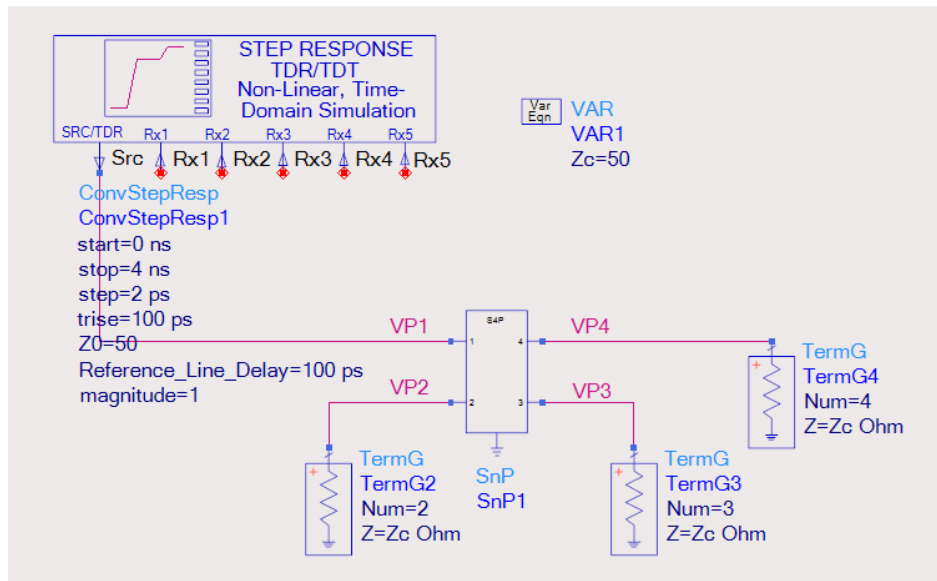 STEP RESPONSE
TDR/TDT
Non-Linear, Time-
Domain Simulation
SRC/TDR Rx1 Rx2 Rx3 Rx4 Rx5
Src Rx1 Rx2 Rx3 Rx4 Rx5
ConvStepResp
ConvStepResp1
start=0 ns
stop=4 ns
step=2 ps
trise=100 ps
Z0=50
Reference_Line_Delay=100 ps
magnitude=1
Var
Eqn
VAR
VAR1
Zc=50
VP1
VP2
S4P
1
2
4
3
VP4
VP3
SnP
SnP1
+
TermG
TermG2
Num=2
Z=Zc Ohm
+
TermG
TermG3
Num=3
Z=Zc Ohm
+
TermG
TermG4
Num=4
Z=Zc Ohm